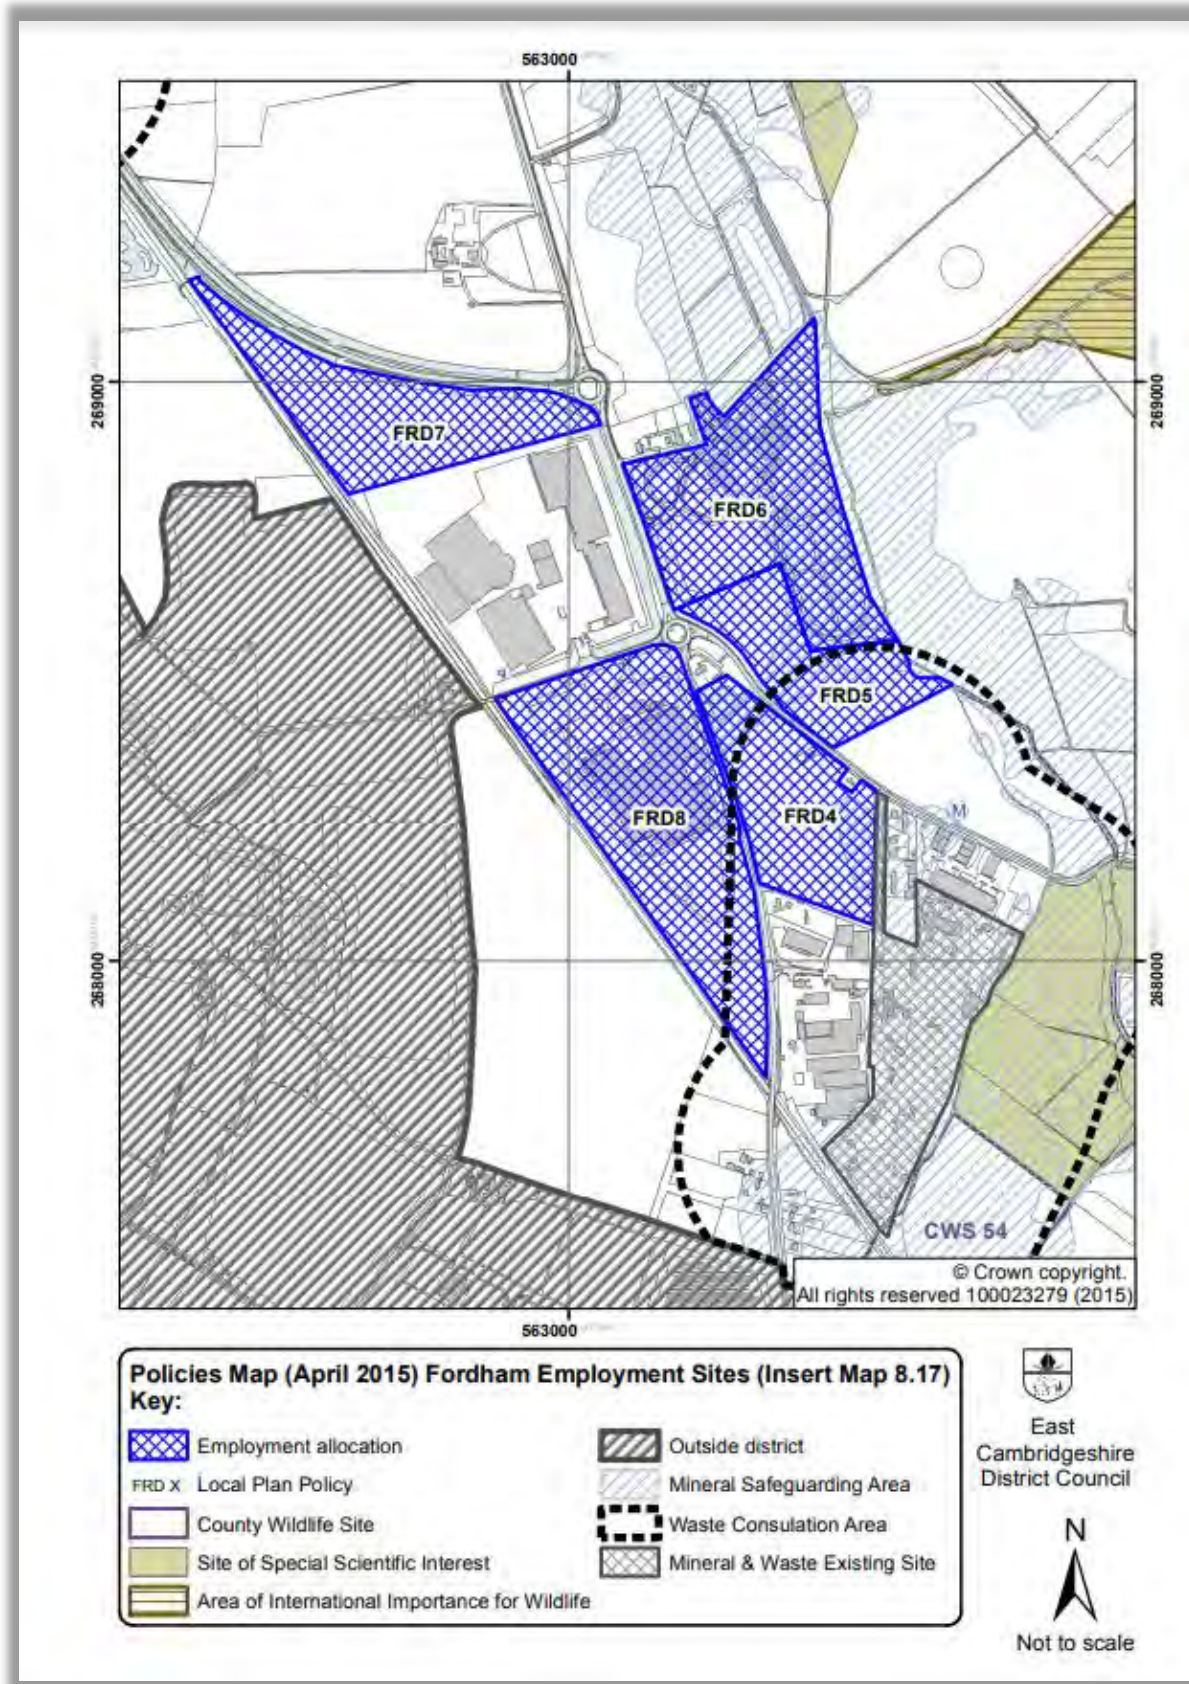 563000
269000
269000
FRD7
FRD6
FRD5
FRD8
FRD4
M
268000
268000
CWS 54
© Crown copyright.
All rights reserved 100023279 (2015)
563000
Policies Map (April 2015) Fordham Employment Sites (Insert Map 8.17)
Key:
Employment allocation
FRD X Local Plan Policy
County Wildlife Site
Site of Special Scientific Interest
Area of International Importance for Wildlife
Outside district
Mineral Safeguarding Area
Waste Consulation Area
Mineral & Waste Existing Site
East
Cambridgeshire
District Council
N
Not to scale